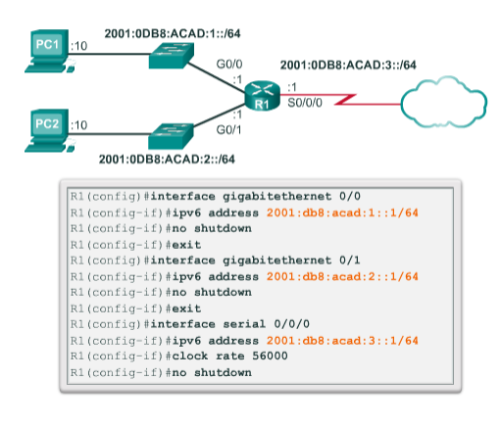 2001:0DB8:ACAD:1::/64
PC1
:10
G0/0
:1
2001:0DB8:ACAD:3::/64
:1
R1
S0/0/0
PC2
:10
:1
G0/1
2001:0DB8:ACAD:2::/64
R1(config)#interface gigabitethernet 0/0
R1(config-if)#ipv6 address 2001:db8:acad:1::1/64
R1(config-if)#no shutdown
R1(config-if)#exit
R1(config)#interface gigabitethernet 0/1
R1(config-if)#ipv6 address 2001:db8:acad:2::1/64
R1(config-if)#no shutdown
R1(config-if)#exit
R1(config)#interface serial 0/0/0
R1(config-if)#ipv6 address 2001:db8:acad:3::1/64
R1(config-if)#clock rate 56000
R1(config-if)#no shutdown